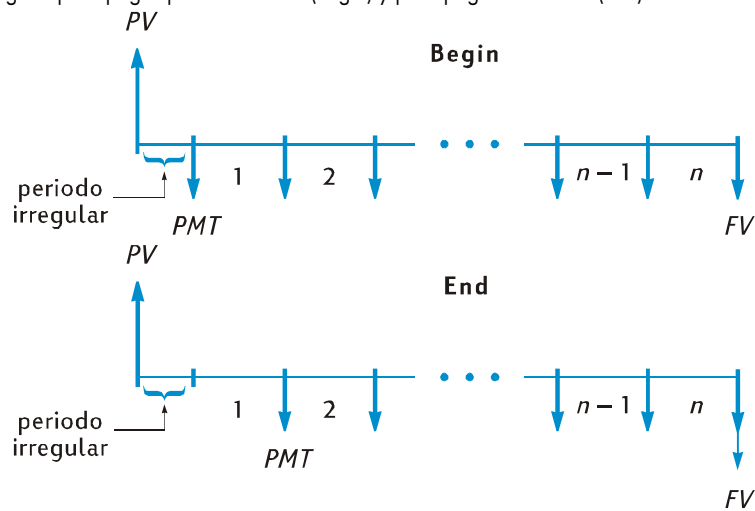 PV
Begin
1 2 n – 1 n
periodo
irregular
PMT FV
PV
End
1 2 n – 1 n
periodo
irregular
PMT
FV